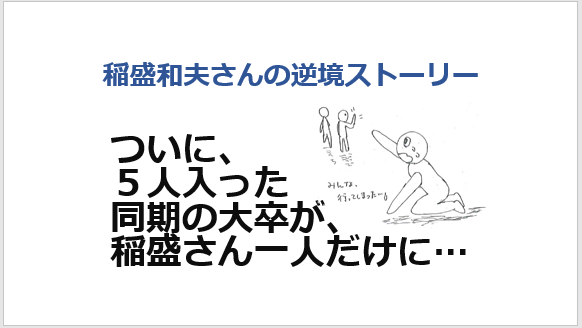 稲盛和夫さんの逆境ストーリー
ついに、
５人入った
同期の大卒が、
稲盛さん一人だけに…
みんな、
行ってしまったー。